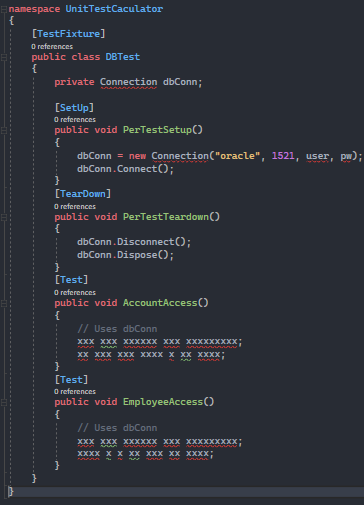 namespace UnitTestCaculator
{
[TestFixture]
0 references
public class DBTest
{
private Connection dbConn;
[SetUp]
0 references
public void PerTestSetup()
{
dbConn = new Connection("oracle", 1521, user, pw);
dbConn.Connect();
}
[TearDown]
0 references
public void PerTestTeardown()
{
dbConn.Disconnect();
dbConn.Dispose();
}
[Test]
0 references
public void AccountAccess()
{
// Uses dbConn
xxx xxx xxxxxx xxx xxxxxxxxx;
xx xxx xxx xxxx x xx xxxx;
}
[Test]
0 references
public void EmployeeAccess()
{
// Uses dbConn
xxx xxx xxxxxx xxx xxxxxxxxx;
xxxx x x xx xxx xx xxxx;
}
}
}